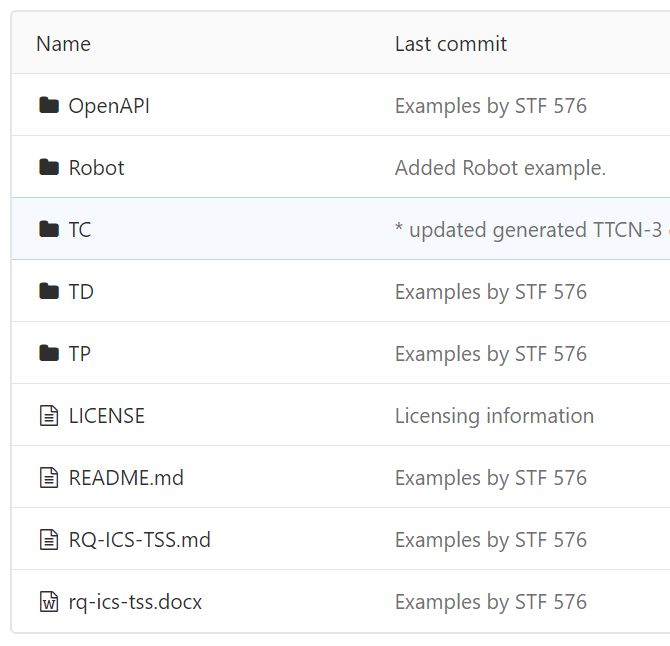 Name Last commit
OpenAPI Examples by STF 576
Robot Added Robot example.
TC * updated generated TTCN-3
TD Examples by STF 576
TP Examples by STF 576
LICENSE Licensing information
README.md Examples by STF 576
RQ-ICS-TSS.md Examples by STF 576
rq-ics-tss.docx Examples by STF 576